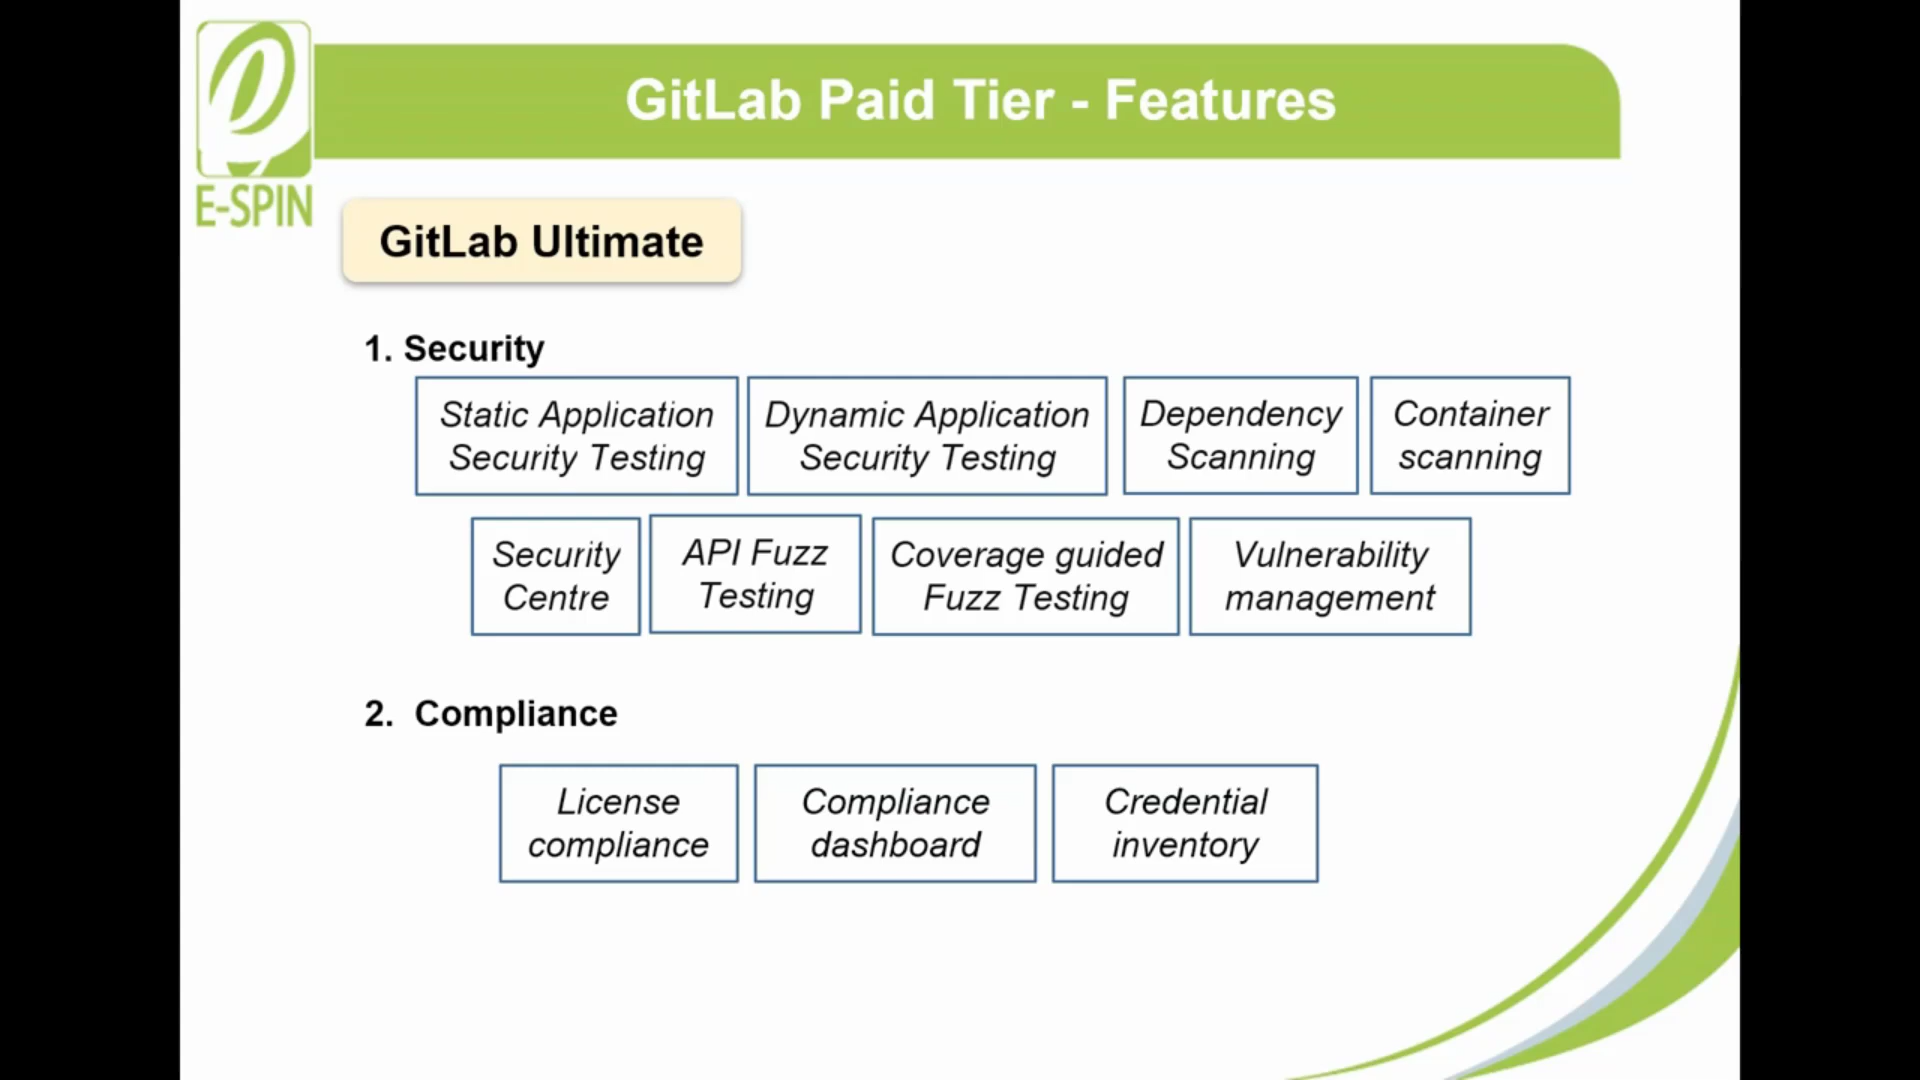 GitLab Paid Tier - Features
E-SPIN
GitLab Ultimate
1. Security
Static Application
Security Testing
Dynamic Application
Security Testing
Dependency
Scanning
Container
scanning
Security
Centre
API Fuzz
Testing
Coverage guided
Fuzz Testing
Vulnerability
management
2. Compliance
License
compliance
Compliance
dashboard
Credential
inventory